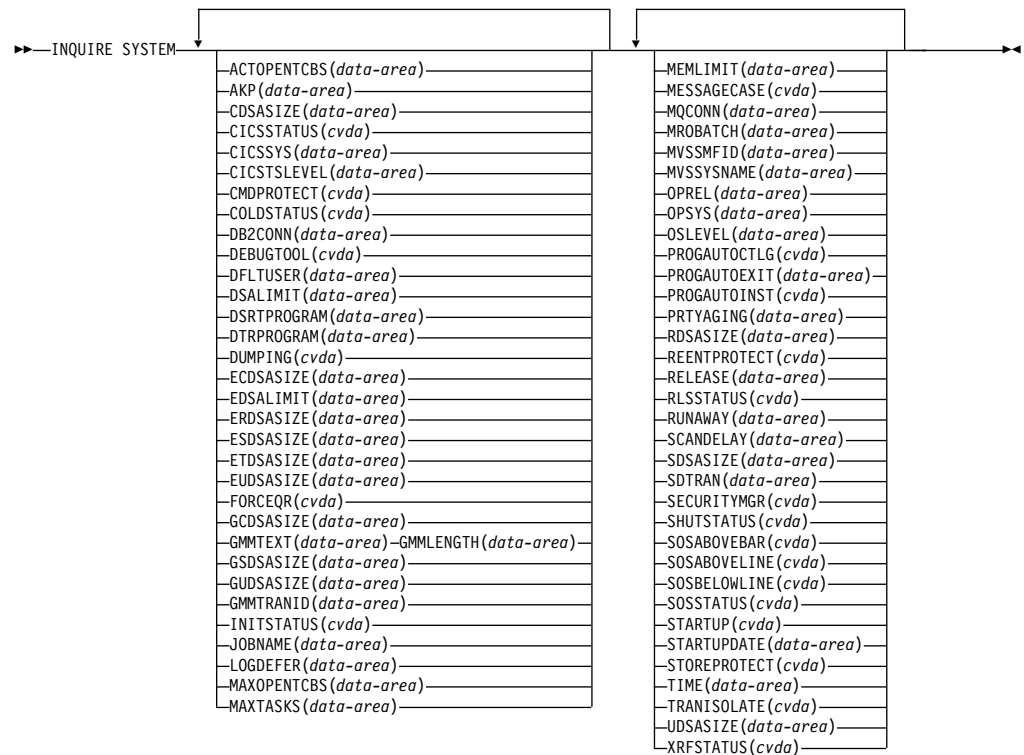 INQUIRE SYSTEM
ACTOPENTCBS(data-area)
AKP(data-area)
CDSASIZE(data-area)
CICSSTATUS(cvda)
CICSSYS(data-area)
CICSTSLEVEL(data-area)
CMDPROTECT(cvda)
COLDSTATUS(cvda)
DB2CONN(data-area)
DEBUGTOOL(cvda)
DFLTUSER(data-area)
DSALIMIT(data-area)
DSRTPROGRAM(data-area)
DTRPROGRAM(data-area)
DUMPING(cvda)
ECDSASIZE(data-area)
EDSALIMIT(data-area)
ERDSASIZE(data-area)
ESDSASIZE(data-area)
ETDSASIZE(data-area)
EUDSASIZE(data-area)
FORCEQR(cvda)
GCDSASIZE(data-area)
GMMTEXT(data-area)-GMMLENGTH(data-area)
GSDSASIZE(data-area)
GUDSASIZE(data-area)
GMMTRANID(data-area)
INITSTATUS(cvda)
JOBNAME(data-area)
LOGDEFER(data-area)
MAXOPENTCBS(data-area)
MAXTASKS(data-area)
MEMLIMIT(data-area)
MESSAGECASE(cvda)
MQCONN(data-area)
MROBATCH(data-area)
MVSSMFID(data-area)
MVSSYSNAME(data-area)
OPREL(data-area)
OPSYS(data-area)
OSLEVEL(data-area)
PROGAUTOCTLG(cvda)
PROGAUTOEXIT(data-area)
PROGAUTOINST(cvda)
PRTYAGING(data-area)
RDSASIZE(data-area)
REENTPROTECT(cvda)
RELEASE(data-area)
RLSSTATUS(cvda)
RUNAWAY(data-area)
SCANDELAY(data-area)
SDSASIZE(data-area)
SDTRAN(data-area)
SECURITYMGR(cvda)
SHUTSTATUS(cvda)
SOSABOVEBAR(cvda)
SOSABOVELINE(cvda)
SOSBELOWLINE(cvda)
SOSSTATUS(cvda)
STARTUP(cvda)
STARTUPDATE(data-area)
STOREPROTECT(cvda)
TIME(data-area)
TRANISOLATE(cvda)
UDSASIZE(data-area)
XRFSTATUS(cvda)